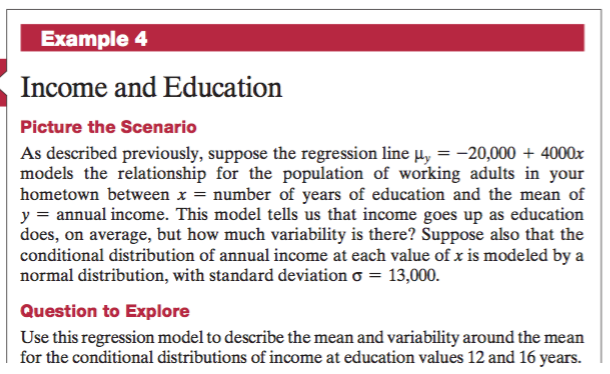 Example 4
Income and Education
Picture the Scenario
As described previously, suppose the regression line μy = −20,000 + 4000x
models the relationship for the population of working adults in your
hometown between x = number of years of education and the mean of
y = annual income. This model tells us that income goes up as education
does, on average, but how much variability is there? Suppose also that the
conditional distribution of annual income at each value of x is modeled by a
normal distribution, with standard deviation σ = 13,000.
Question to Explore
Use this regression model to describe the mean and variability around the mean
for the conditional distributions of income at education values 12 and 16 years.